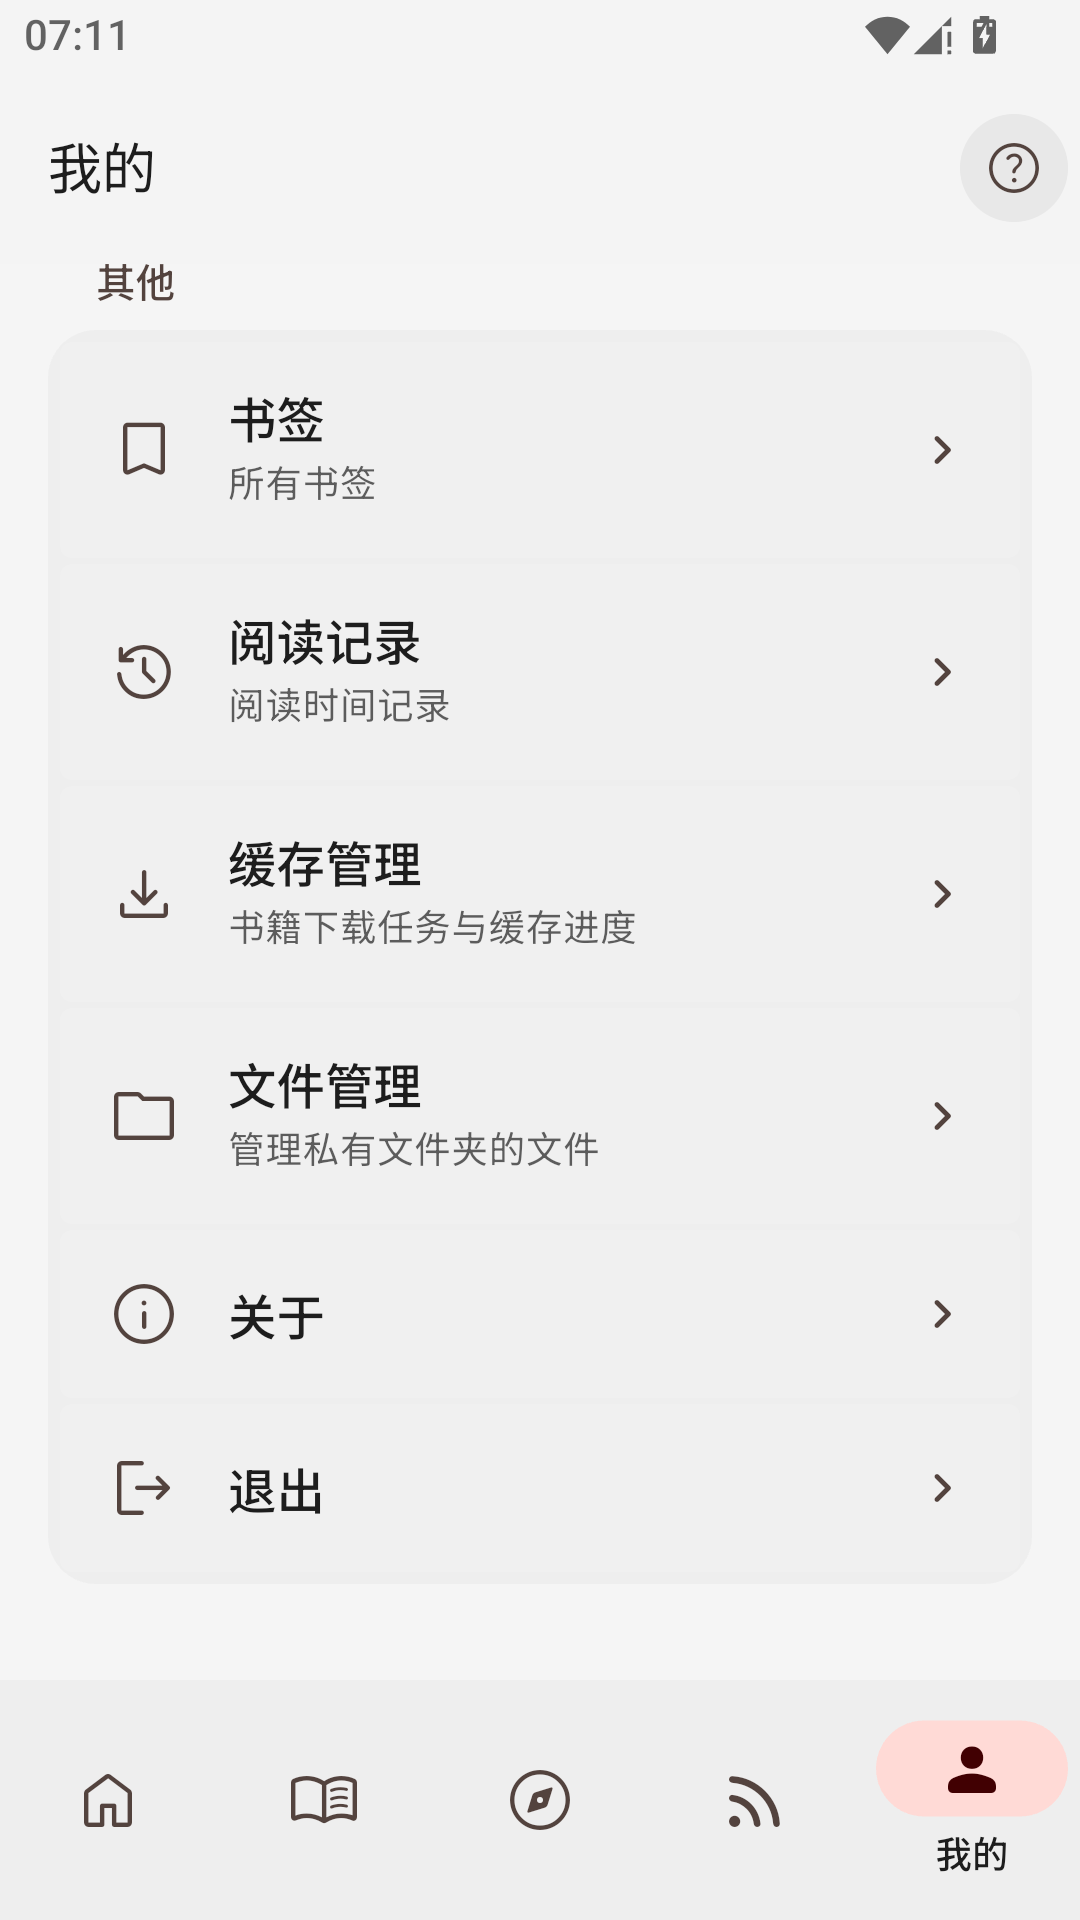 07:11
我的
其他
书签
所有书签
阅读记录
阅读时间记录
缓存管理
书籍下载任务与缓存进度
文件管理
管理私有文件夹的文件
关于
退出
我的